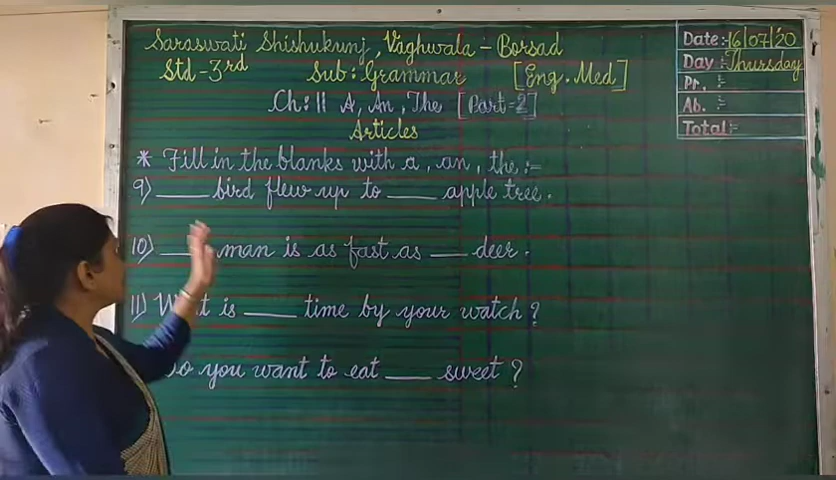 Saraswati Shishukunj, Vaghwala - Borsad
Std - 3rd Sub : Grammar [Eng. Med]
Ch : 11 A, An, The [Part - 2]
Articles
Date :- 16/07/'20
Day :- Thursday
Pr. :-
Ab. :-
Total :-
* Fill in the blanks with a, an, the :-
9) ____ bird flew up to ____ apple tree.
10) ____ man is as fast as ____ deer.
11) What is ____ time by your watch?
you want to eat ____ sweet?